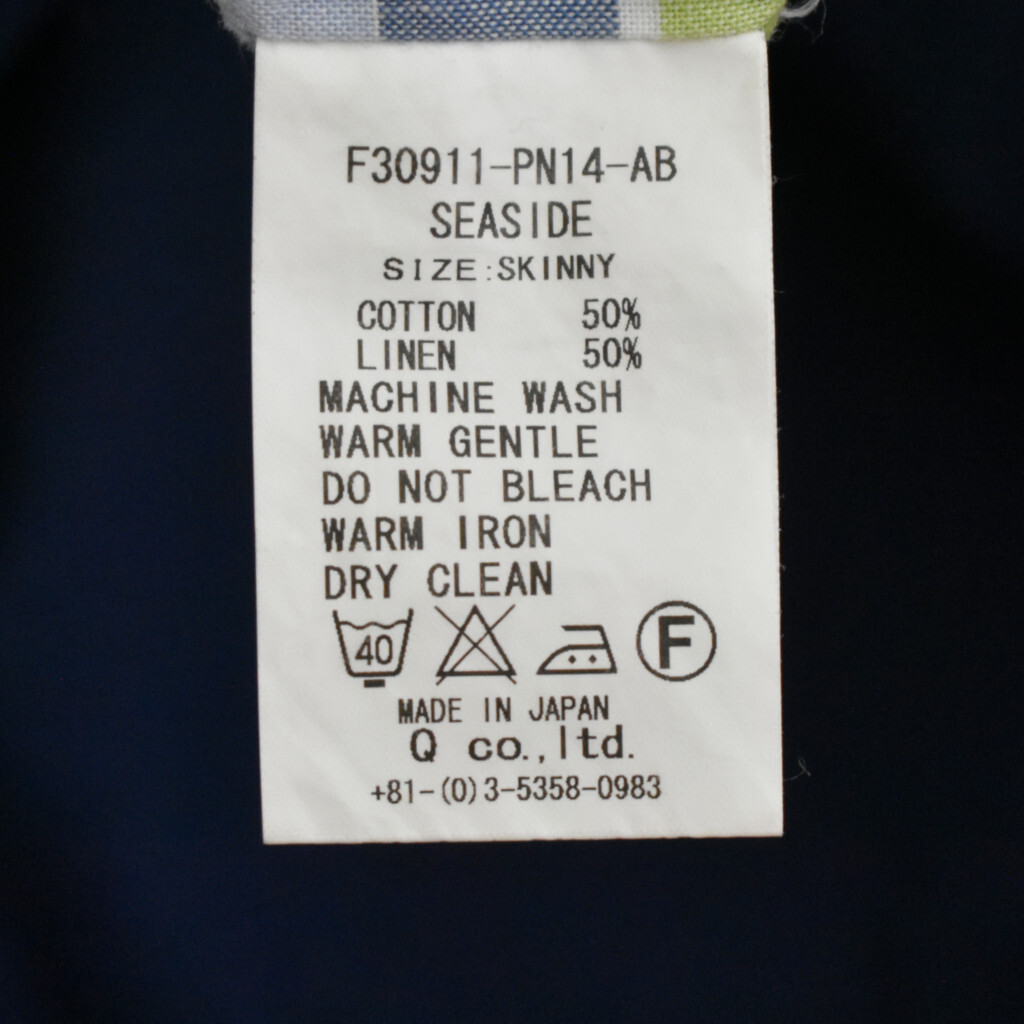 F30911-PN14-AB
SEASIDE
SIZE:SKINNY
COTTON 50%
LINEN 50%
MACHINE WASH
WARM GENTLE
DO NOT BLEACH
WARM IRON
DRY CLEAN
40 F
MADE IN JAPAN
Q co.,ltd.
+81-(0)3-5358-0983